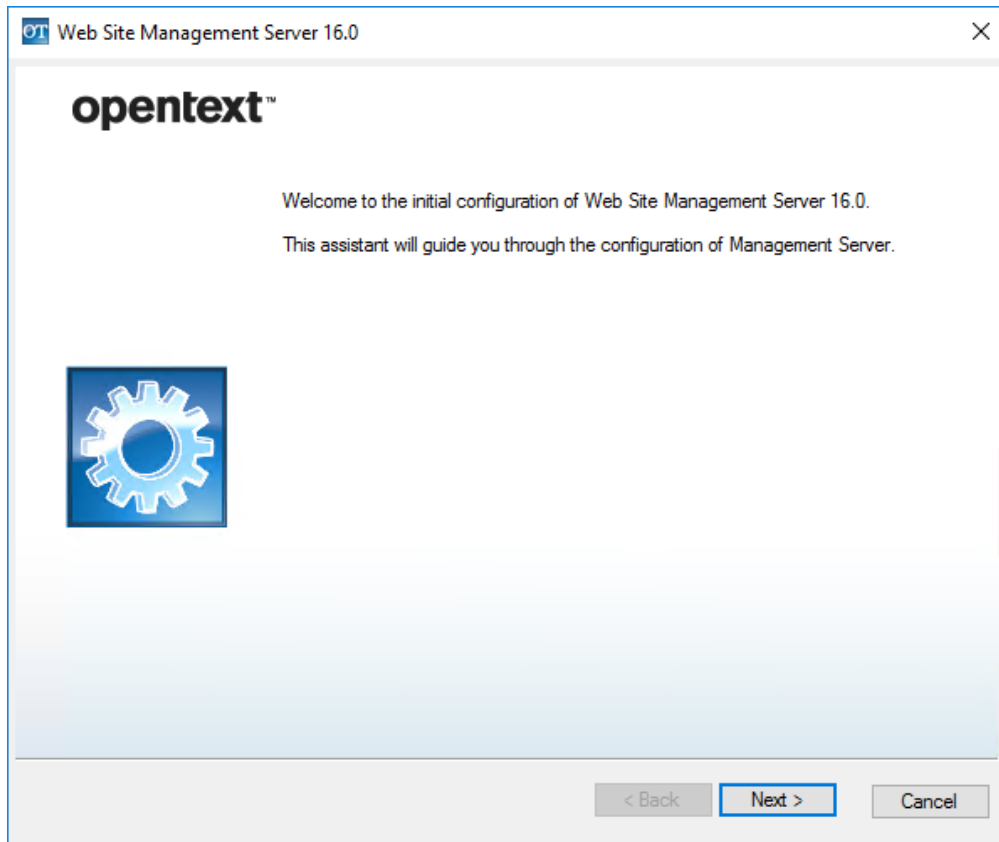 OT Web Site Management Server 16.0
opentext™
Welcome to the initial configuration of Web Site Management Server 16.0.
This assistant will guide you through the configuration of Management Server.
< Back Next > Cancel